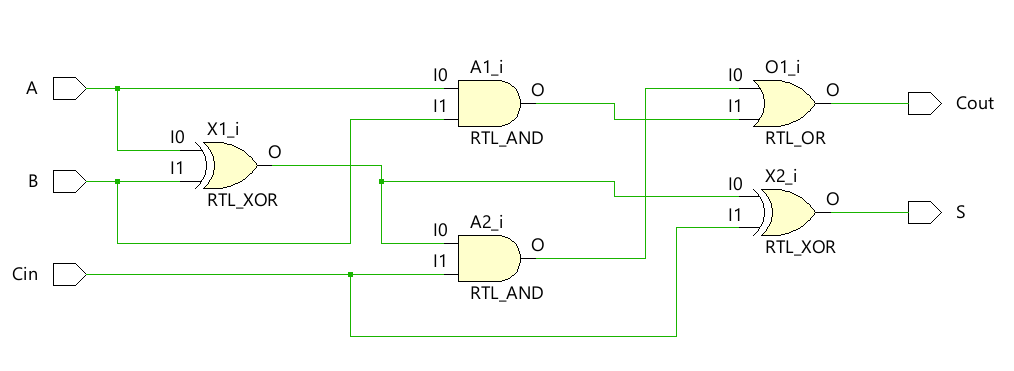 A
B
Cin
I0
I1
X1_i
O
RTL_XOR
I0
I1
A1_i
O
RTL_AND
I0
I1
A2_i
O
RTL_AND
I0
I1
O1_i
O
RTL_OR
Cout
I0
I1
X2_i
O
RTL_XOR
S